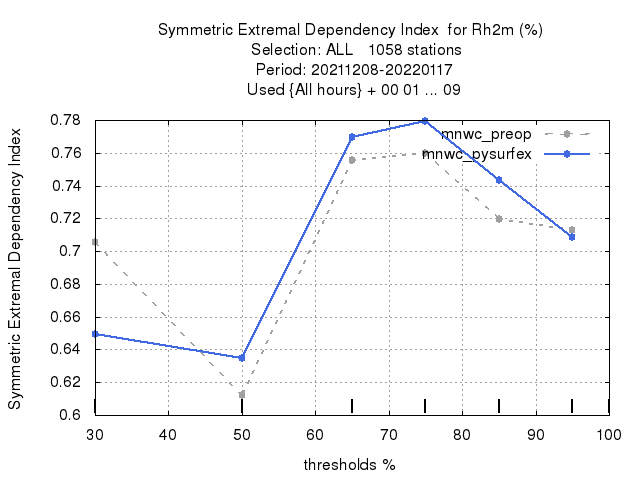 Symmetric Extremal Dependency Index  for Rh2m (%)
Selection: ALL   1058 stations
Period: 20211208-20220117
Used {All hours} + 00 01 ... 09
Symmetric Extremal Dependency Index
0.78
0.76
0.74
0.72
0.7
0.68
0.66
0.64
0.62
0.6
mnwc_preop
mnwc_pysurfex
30 40 50 60 70 80 90 100
thresholds %